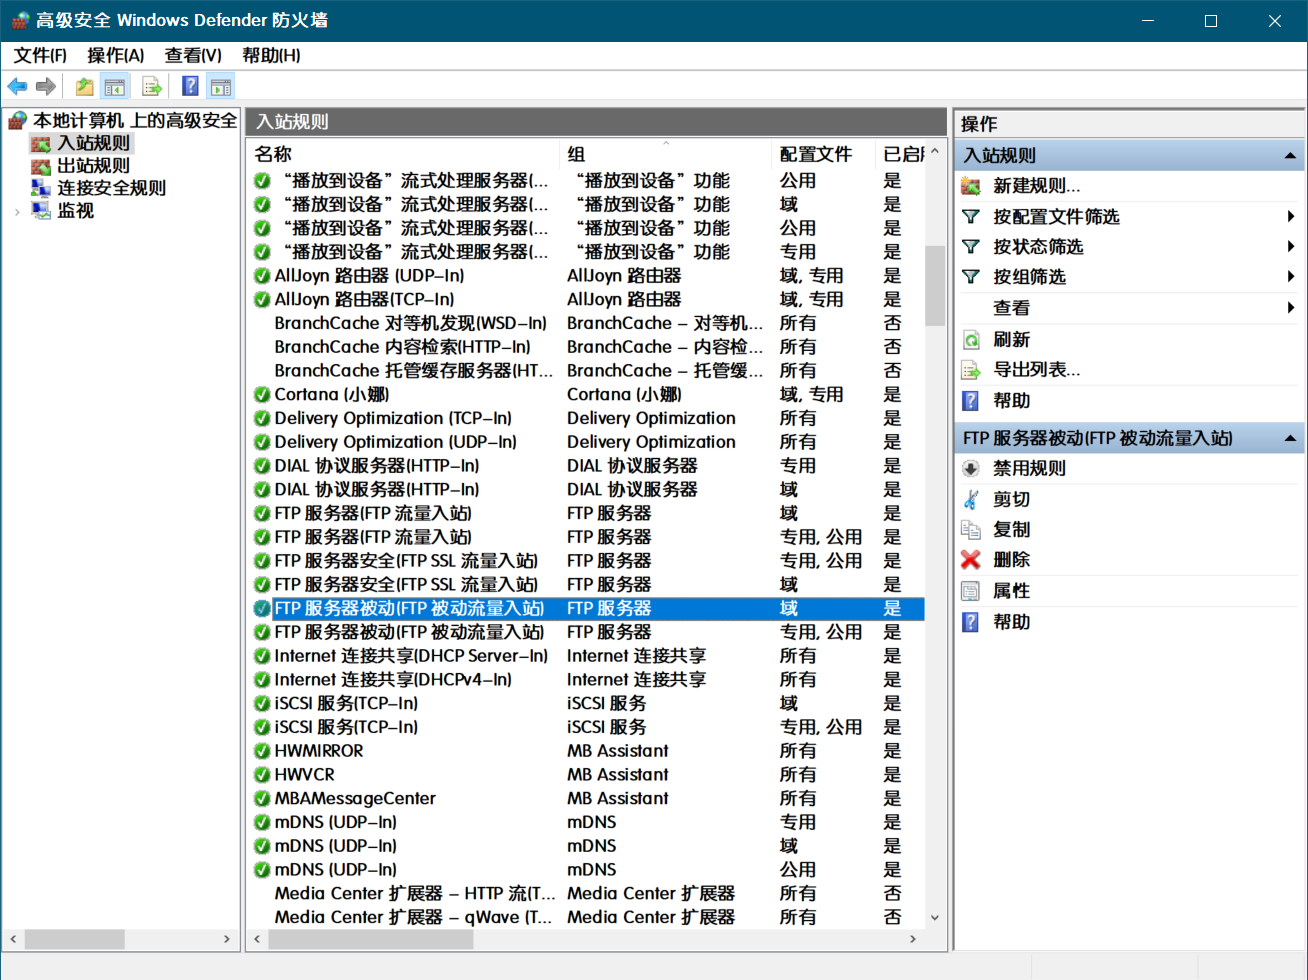 高级安全 Windows Defender 防火墙
文件(F) 操作(A) 查看(V) 帮助(H)
本地计算机 上的高级安全
入站规则
出站规则
连接安全规则
监视
入站规则
名称 组 配置文件 已启
“播放到设备”流式处理服务器(... “播放到设备”功能 公用 是
“播放到设备”流式处理服务器(... “播放到设备”功能 域 是
“播放到设备”流式处理服务器(... “播放到设备”功能 公用 是
“播放到设备”流式处理服务器(... “播放到设备”功能 专用 是
AllJoyn 路由器 (UDP-In) AllJoyn 路由器 域, 专用 是
AllJoyn 路由器(TCP-In) AllJoyn 路由器 域, 专用 是
BranchCache 对等机发现(WSD-In) BranchCache - 对等机... 所有 否
BranchCache 内容检索(HTTP-In) BranchCache - 内容检... 所有 否
BranchCache 托管缓存服务器(HT... BranchCache - 托管缓... 所有 否
Cortana (小娜) Cortana (小娜) 域, 专用 是
Delivery Optimization (TCP-In) Delivery Optimization 所有 是
Delivery Optimization (UDP-In) Delivery Optimization 所有 是
DIAL 协议服务器(HTTP-In) DIAL 协议服务器 专用 是
DIAL 协议服务器(HTTP-In) DIAL 协议服务器 域 是
FTP 服务器(FTP 流量入站) FTP 服务器 域 是
FTP 服务器(FTP 流量入站) FTP 服务器 专用, 公用 是
FTP 服务器安全(FTP SSL 流量入站) FTP 服务器 专用, 公用 是
FTP 服务器安全(FTP SSL 流量入站) FTP 服务器 域 是
FTP 服务器被动(FTP 被动流量入站) FTP 服务器 域 是
FTP 服务器被动(FTP 被动流量入站) FTP 服务器 专用, 公用 是
Internet 连接共享(DHCP Server-In) Internet 连接共享 所有 是
Internet 连接共享(DHCPv4-In) Internet 连接共享 所有 是
iSCSI 服务(TCP-In) iSCSI 服务 域 是
iSCSI 服务(TCP-In) iSCSI 服务 专用, 公用 是
HWMIRROR MB Assistant 所有 是
HWVCR MB Assistant 所有 是
MBAMessageCenter MB Assistant 所有 是
mDNS (UDP-In) mDNS 专用 是
mDNS (UDP-In) mDNS 域 是
mDNS (UDP-In) mDNS 公用 是
Media Center 扩展器 - HTTP 流(T... Media Center 扩展器 所有 否
Media Center 扩展器 - qWave (T... Media Center 扩展器 所有 否
操作
入站规则
新建规则...
按配置文件筛选
按状态筛选
按组筛选
查看
刷新
导出列表...
帮助
FTP 服务器被动(FTP 被动流量入站)
禁用规则
剪切
复制
删除
属性
帮助